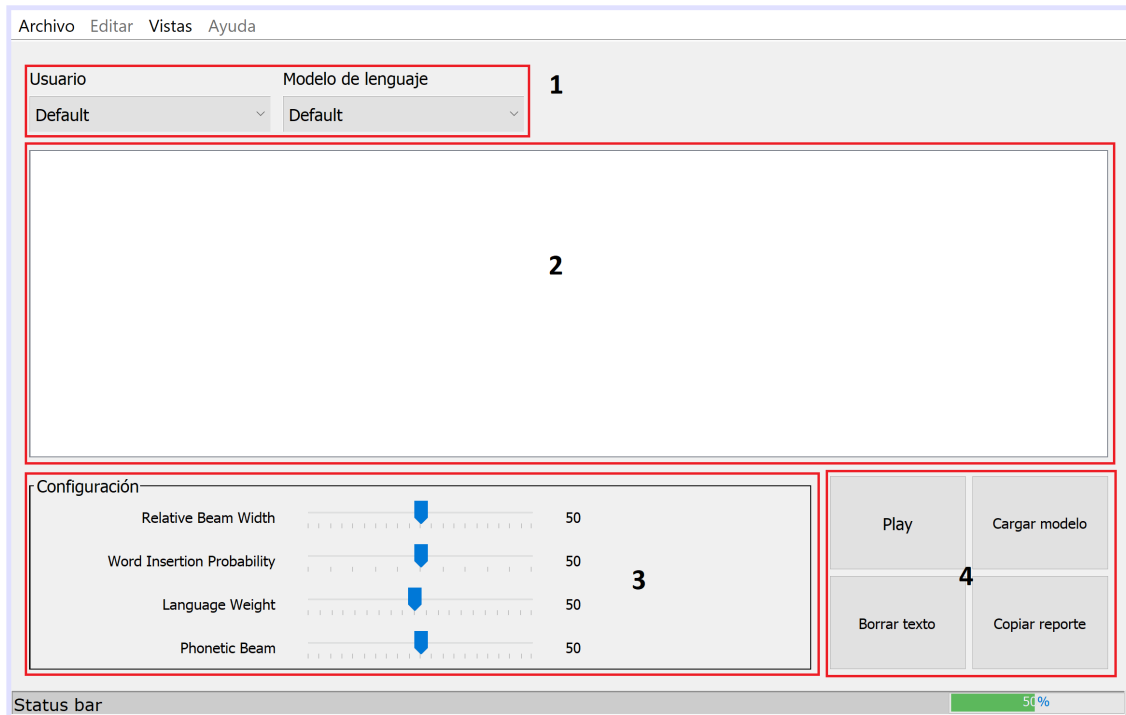 Archivo Editar Vistas Ayuda
Usuario Modelo de lenguaje 1
Default Default
2
Configuración
Relative Beam Width 50
Word Insertion Probability 50
Language Weight 50
Phonetic Beam 50
3
Play Cargar modelo
4
Borrar texto Copiar reporte
Status bar 50%